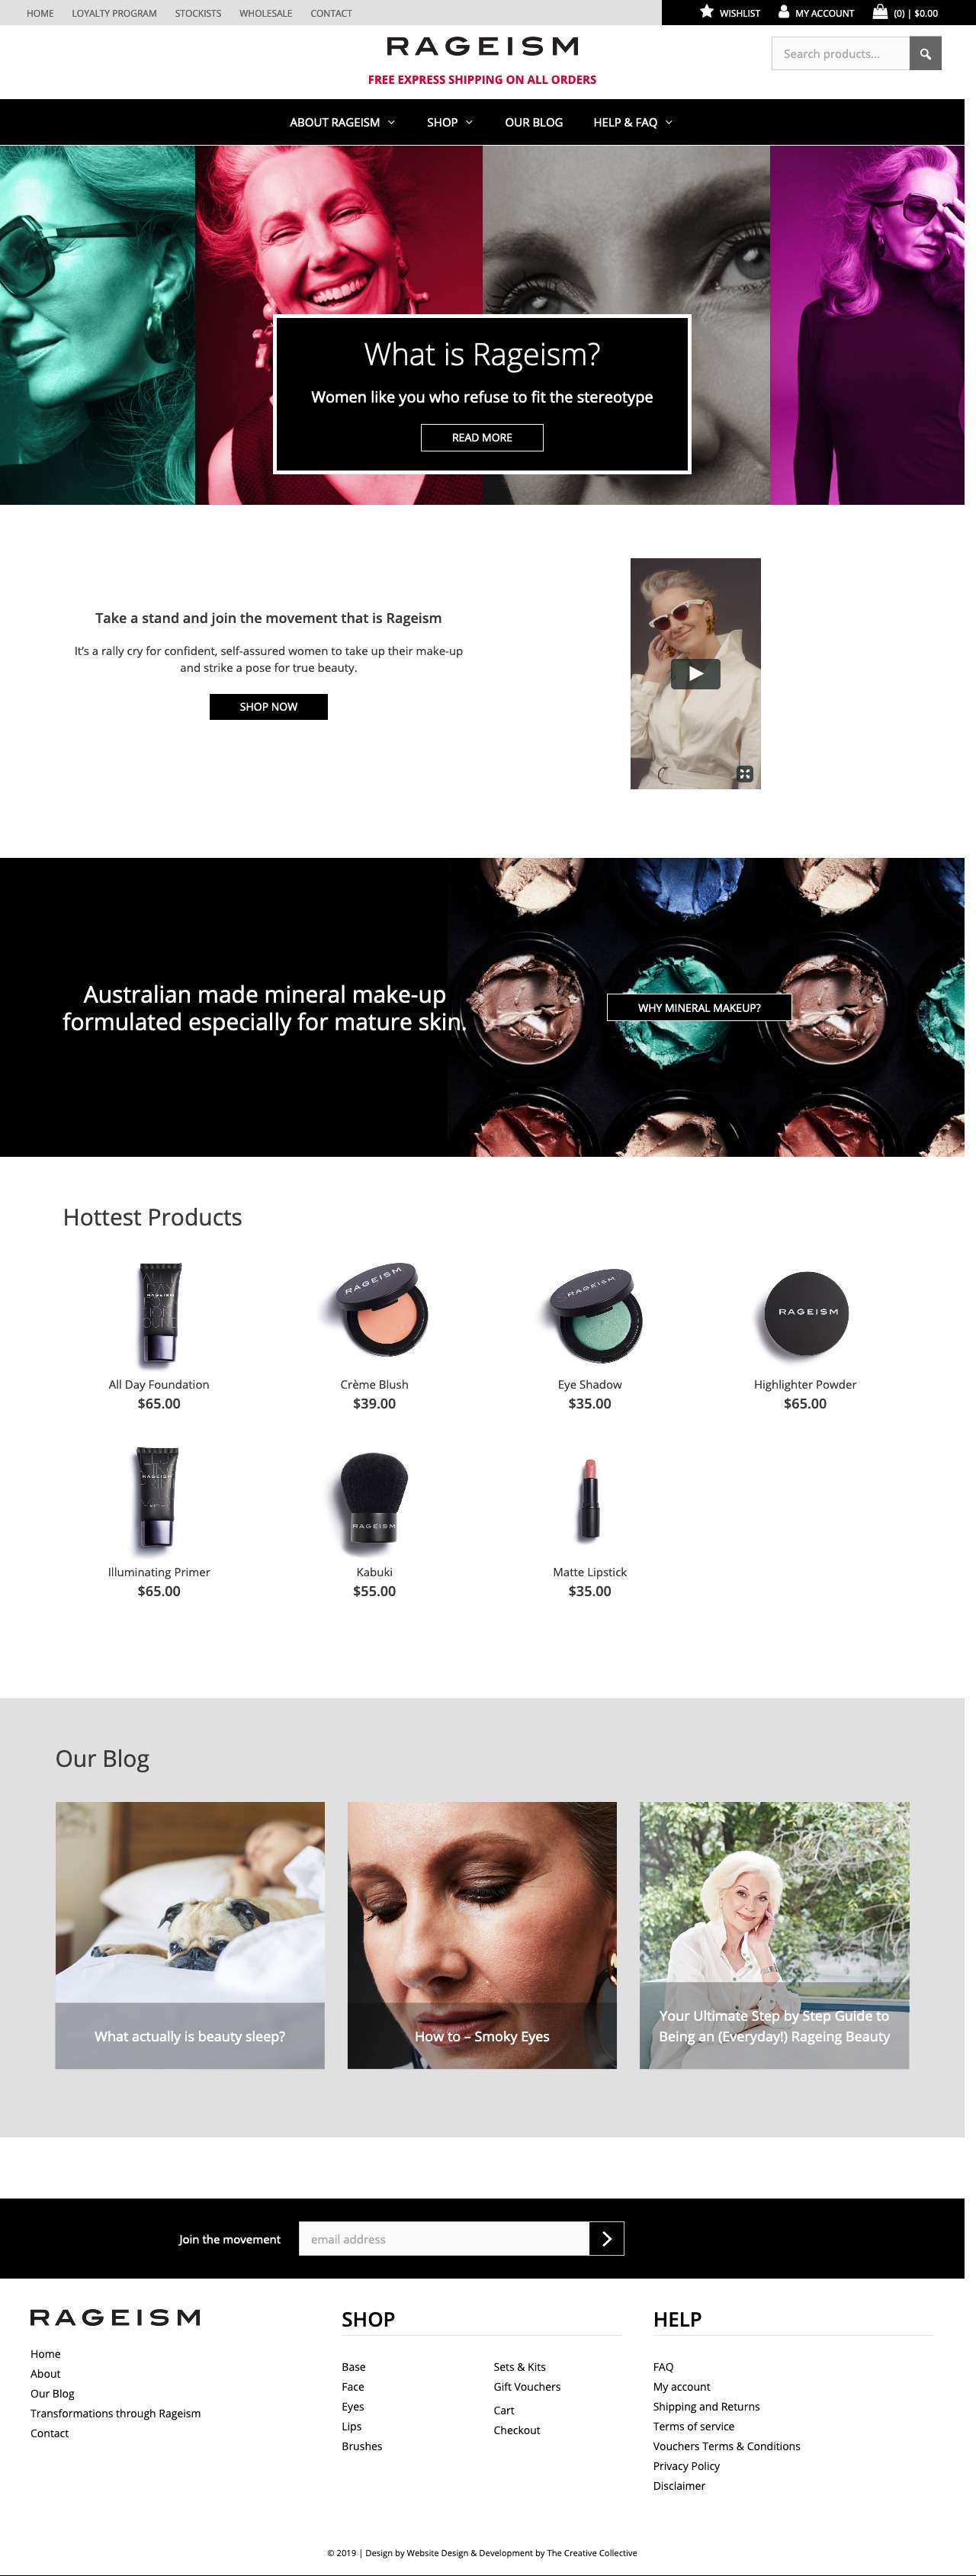 HOME LOYALTY PROGRAM STOCKISTS WHOLESALE CONTACT WISHLIST MY ACCOUNT (0) | $0.00
RAGEISM
Search products...
FREE EXPRESS SHIPPING ON ALL ORDERS
ABOUT RAGEISM SHOP OUR BLOG HELP & FAQ
What is Rageism?
Women like you who refuse to fit the stereotype
READ MORE
Take a stand and join the movement that is Rageism
It’s a rally cry for confident, self-assured women to take up their make-up
and strike a pose for true beauty.
SHOP NOW
Australian made mineral make-up
formulated especially for mature skin.
WHY MINERAL MAKEUP?
Hottest Products
RAGEISM
RAGEISM
RAGEISM
RAGEISM
All Day Foundation Crème Blush Eye Shadow Highlighter Powder
$65.00 $39.00 $35.00 $65.00
RAGEISM
RAGEISM
Illuminating Primer Kabuki Matte Lipstick
$65.00 $55.00 $35.00
Our Blog
What actually is beauty sleep?
How to – Smoky Eyes
Your Ultimate Step by Step Guide to
Being an (Everyday!) Rageing Beauty
Join the movement email address
RAGEISM
Home
About
Our Blog
Transformations through Rageism
Contact
SHOP
Base
Face
Eyes
Lips
Brushes
Sets & Kits
Gift Vouchers
Cart
Checkout
HELP
FAQ
My account
Shipping and Returns
Terms of service
Vouchers Terms & Conditions
Privacy Policy
Disclaimer
© 2019 | Design by Website Design & Development by The Creative Collective